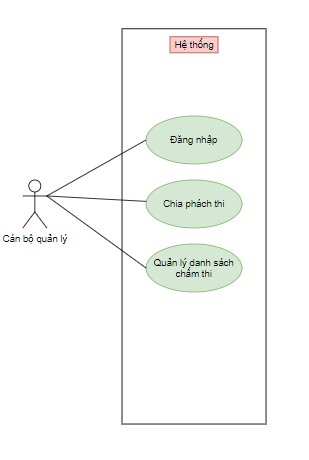 Hệ thống
Đăng nhập
Chia phách thi
Cán bộ quản lý
Quản lý danh sách
chấm thi